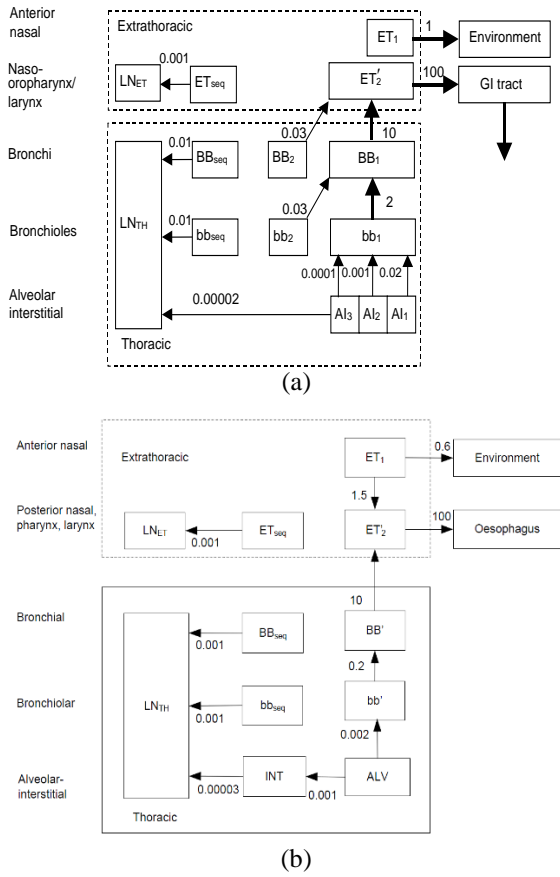 Anterior
nasal
Extrathoracic
ET1
1
Environment
Naso-
oropharynx/
larynx
LNET
0.001
ETseq
ET′2
100
GI tract
Bronchi
0.01
BBseq
BB2
0.03
10
BB1
LNTH
Bronchioles
0.01
bbseq
bb2
0.03
2
bb1
0.0001
0.001
0.02
Alveolar
interstitial
0.00002
AI3
AI2
AI1
Thoracic
(a)
Anterior nasal
Extrathoracic
ET1
0.6
Environment
1.5
Posterior nasal,
pharynx, larynx
LNET
0.001
ETseq
ET'2
100
Oesophagus
10
Bronchial
BBseq
0.001
BB'
0.2
LNTH
Bronchiolar
bbseq
0.001
bb'
0.002
Alveolar-
interstitial
INT
0.00003
0.001
ALV
Thoracic
(b)